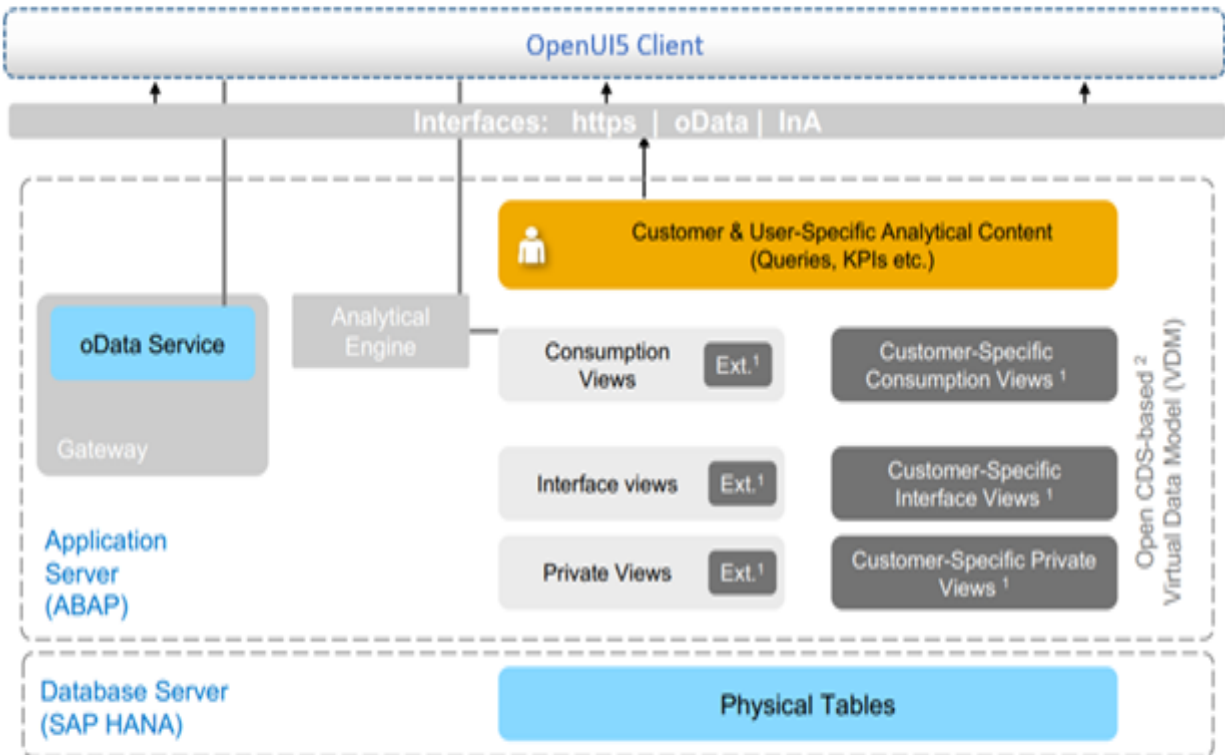 OpenUI5 Client
Interfaces: https | oData | InA
Customer & User-Specific Analytical Content
(Queries, KPIs etc.)
oData Service
Gateway
Analytical
Engine
Consumption
Views
Ext.¹
Customer-Specific
Consumption Views ¹
Interface views
Ext.¹
Customer-Specific
Interface Views ¹
Private Views
Ext.¹
Customer-Specific Private
Views ¹
Open CDS-based ²
Virtual Data Model (VDM)
Application
Server
(ABAP)
Database Server
(SAP HANA)
Physical Tables